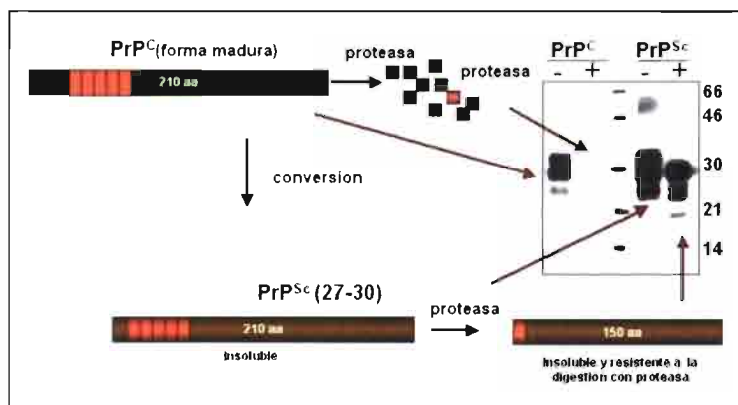 PrPC (forma madura)
210 aa
proteasa
proteasa
PrPC
PrPSc
- +
- +
66
46
30
21
14
conversion
PrPSc (27-30)
210 aa
Insoluble
proteasa
150 aa
Insoluble y resistente a la
digestion con proteasa